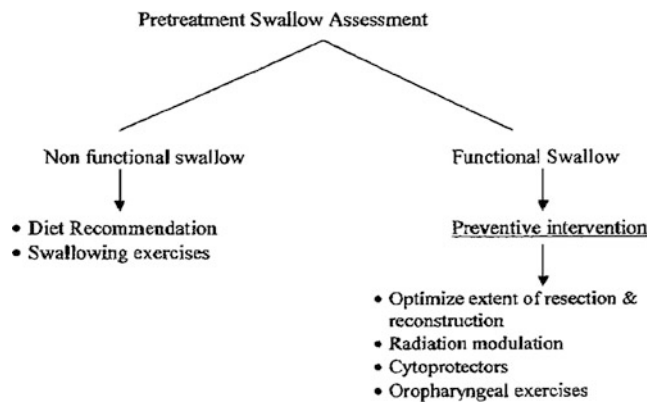 Pretreatment Swallow Assessment
Non functional swallow
• Diet Recommendation
• Swallowing exercises
Functional Swallow
Preventive intervention
• Optimize extent of resection &
reconstruction
• Radiation modulation
• Cytoprotectors
• Oropharyngeal exercises